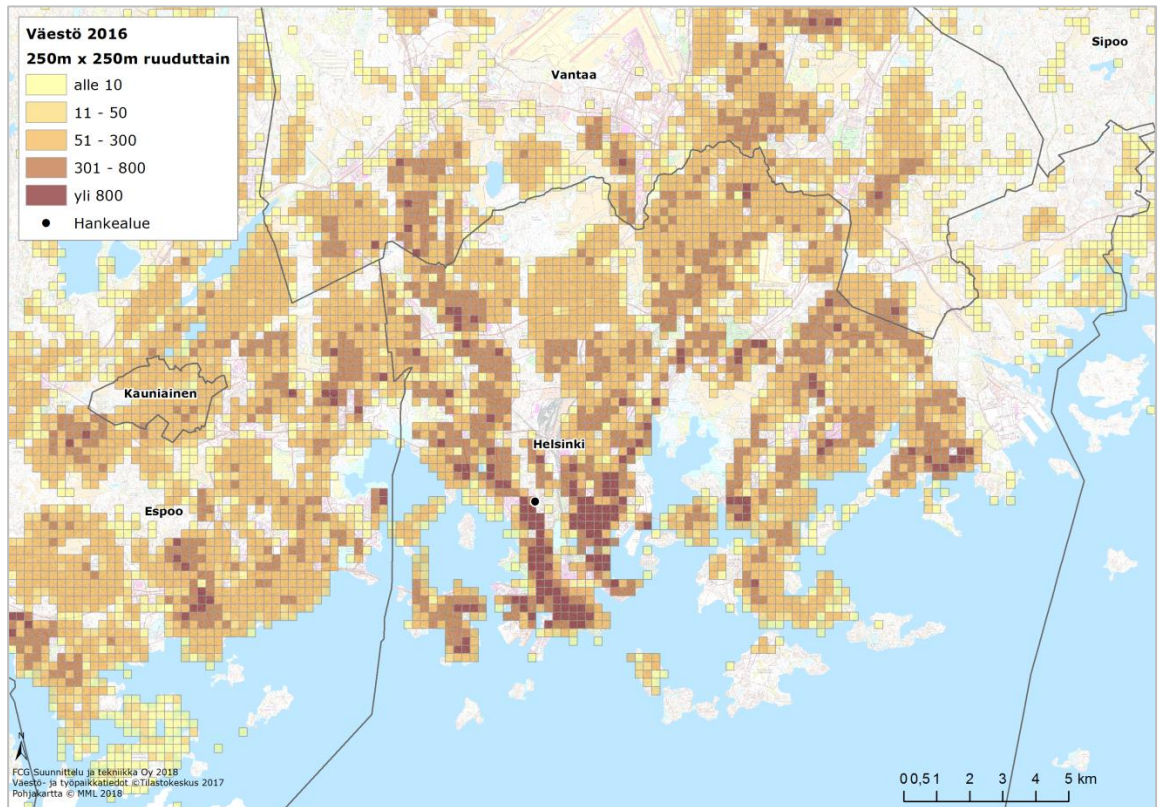 Väestö 2016
250m x 250m ruuduttain
alle 10
11 - 50
51 - 300
301 - 800
yli 800
Hankealue
Sipoo
Vantaa
Kauniainen
Helsinki
Espoo
N
FCG Suunnittelu ja tekniikka Oy 2018
Väestö- ja työpaikkatiedot ©Tilastokeskus 2017
Pohjakartta © MML 2018
0 0,5 1 2 3 4 5 km